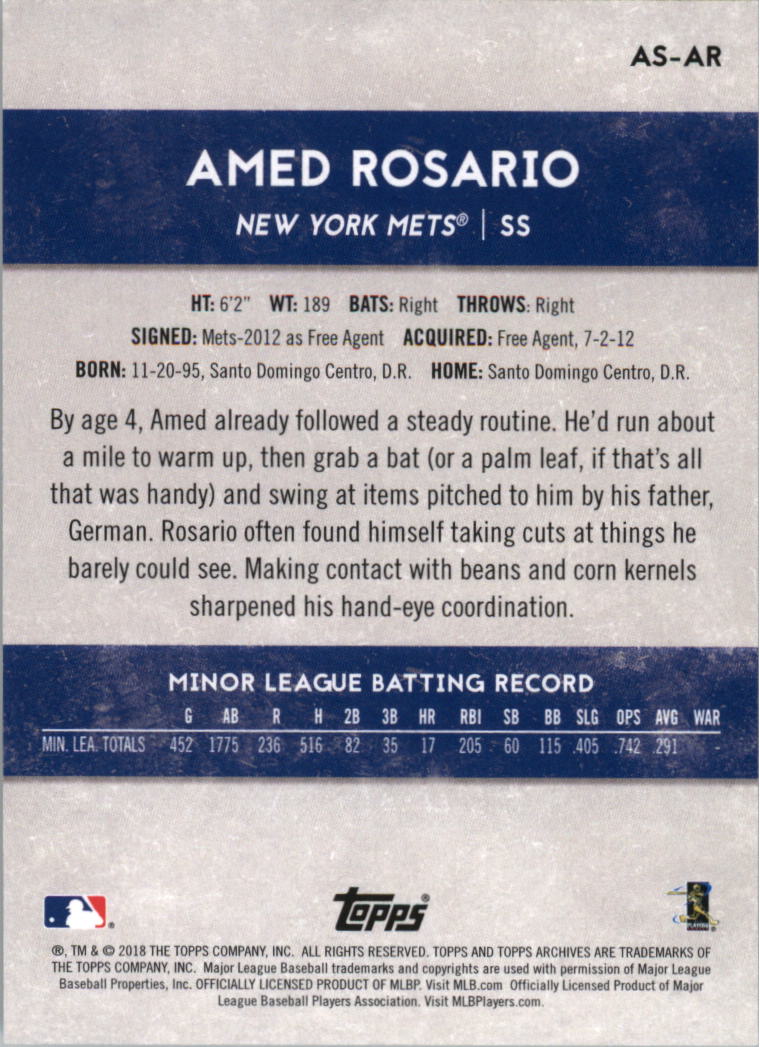 AS-AR
AMED ROSARIO
NEW YORK METS® | SS
HT: 6'2" WT: 189 BATS: Right THROWS: Right
SIGNED: Mets-2012 as Free Agent ACQUIRED: Free Agent, 7-2-12
BORN: 11-20-95, Santo Domingo Centro, D.R. HOME: Santo Domingo Centro, D.R.
By age 4, Amed already followed a steady routine. He'd run about
a mile to warm up, then grab a bat (or a palm leaf, if that's all
that was handy) and swing at items pitched to him by his father,
German. Rosario often found himself taking cuts at things he
barely could see. Making contact with beans and corn kernels
sharpened his hand-eye coordination.
MINOR LEAGUE BATTING RECORD
G AB R H 2B 3B HR RBI SB BB SLG OPS AVG WAR
MIN. LEA. TOTALS 452 1775 236 516 82 35 17 205 60 115 .405 .742 .291 -
Topps®
®, TM & © 2018 THE TOPPS COMPANY, INC. ALL RIGHTS RESERVED. TOPPS AND TOPPS ARCHIVES ARE TRADEMARKS OF
THE TOPPS COMPANY, INC. Major League Baseball trademarks and copyrights are used with permission of Major League
Baseball Properties, Inc. OFFICIALLY LICENSED PRODUCT OF MLBP. Visit MLB.com Officially Licensed Product of Major
League Baseball Players Association. Visit MLBPlayers.com.